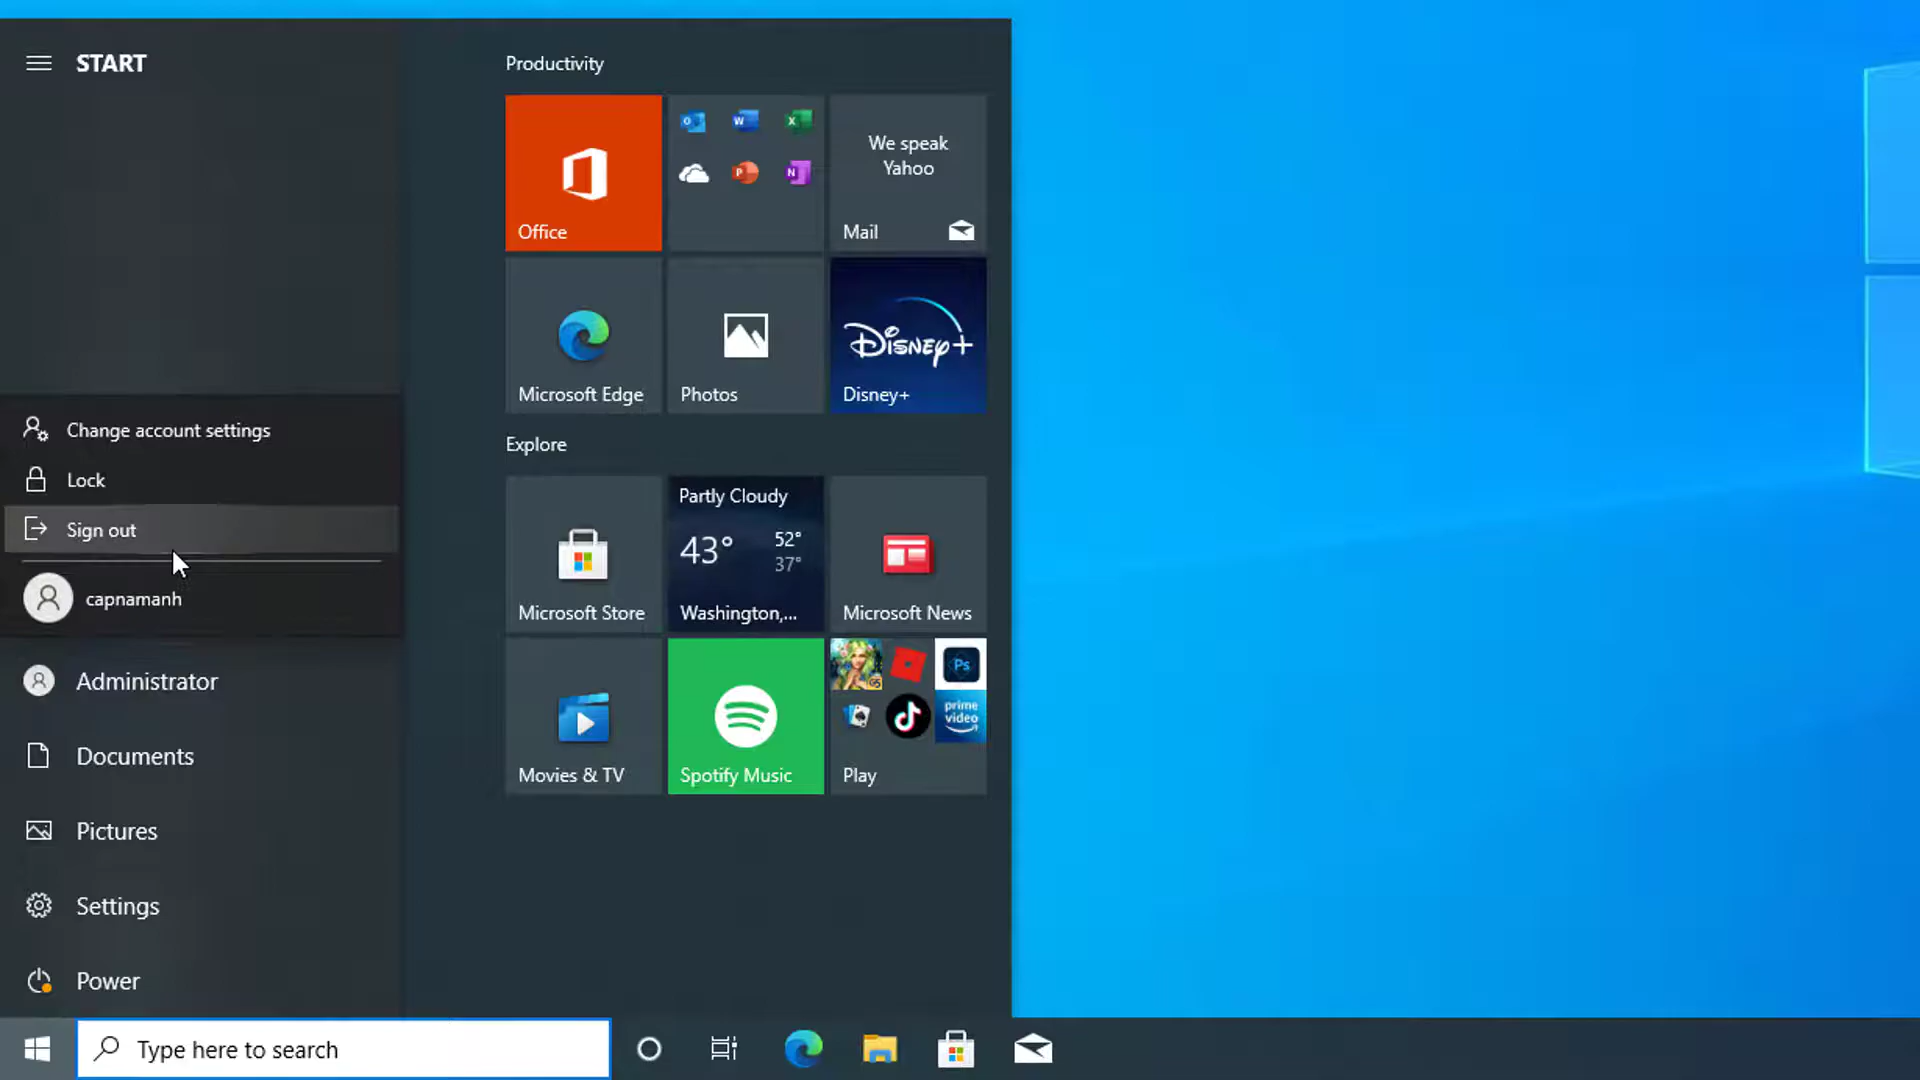 START
Change account settings
Lock
Sign out
capnamanh
Administrator
Documents
Pictures
Settings
Power
Productivity
Office
O
W
X
P
N
We speak
Yahoo
Mail
Microsoft Edge
Photos
Disney+
Disney+
Explore
Microsoft Store
Partly Cloudy
43° 52°
37°
Washington,...
Microsoft News
Movies & TV
Spotify Music
G5
Ps
prime
video
Play
Type here to search